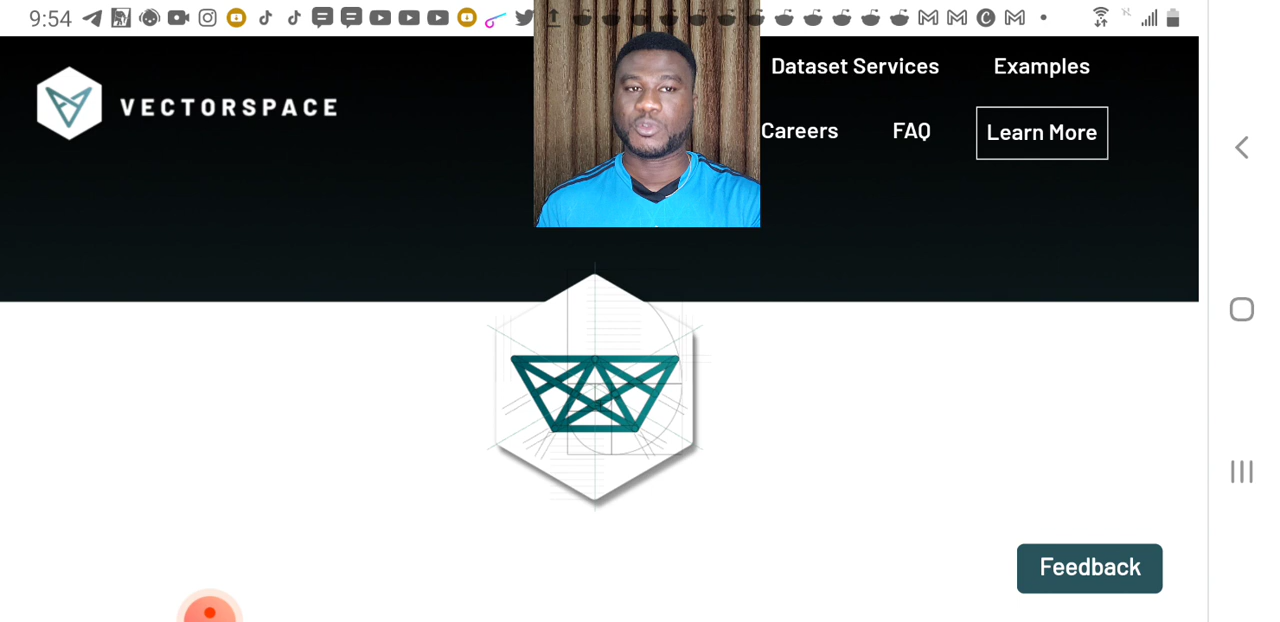 9:54
Dataset Services Examples
VECTORSPACE
Careers FAQ Learn More
Feedback